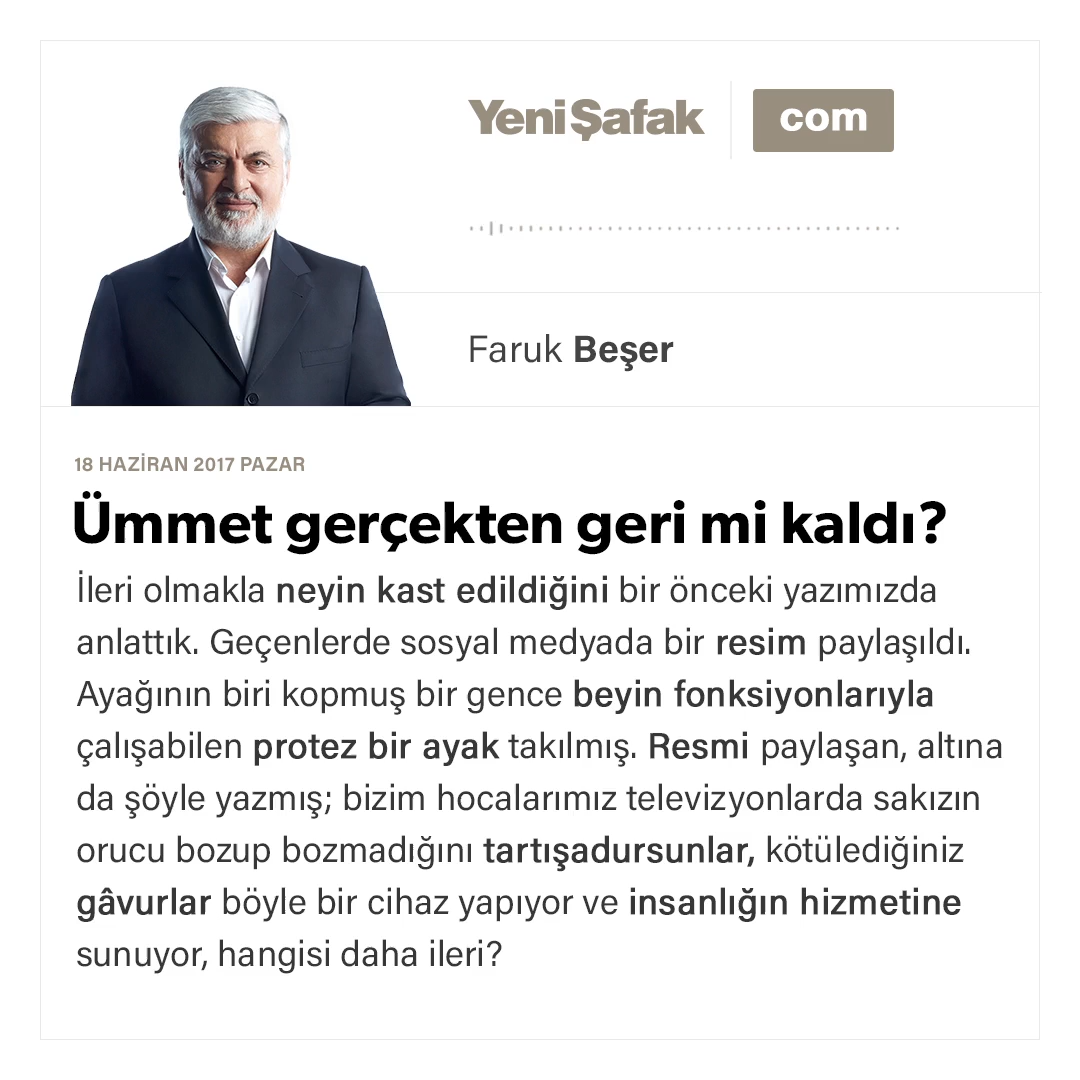 YeniŞafak com
Faruk Beşer
18 HAZİRAN 2017 PAZAR
Ümmet gerçekten geri mi kaldı?
İleri olmakla neyin kast edildiğini bir önceki yazımızda
anlattık. Geçenlerde sosyal medyada bir resim paylaşıldı.
Ayağının biri kopmuş bir gence beyin fonksiyonlarıyla
çalışabilen protez bir ayak takılmış. Resmi paylaşan, altına
da şöyle yazmış; bizim hocalarımız televizyonlarda sakızın
orucu bozup bozmadığını tartışadursunlar, kötülediğiniz
gâvurlar böyle bir cihaz yapıyor ve insanlığın hizmetine
sunuyor, hangisi daha ileri?